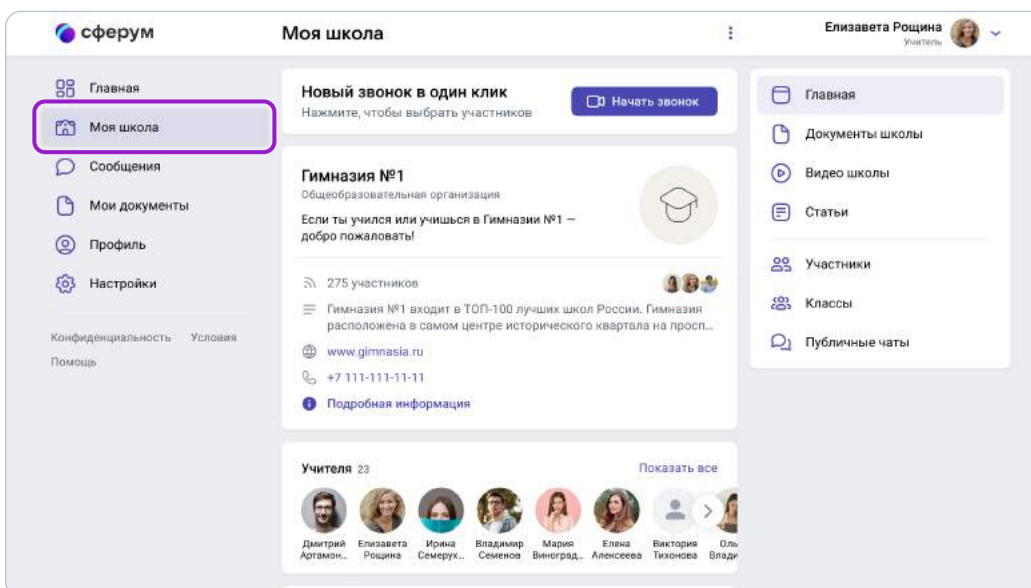 сферум
Моя школа
Елизавета Рощина
Учитель
Главная
Моя школа
Сообщения
Мои документы
Профиль
Настройки
Конфиденциальность Условия
Помощь
Новый звонок в один клик
Нажмите, чтобы выбрать участников
Начать звонок
Гимназия №1
Общеобразовательная организация
Если ты учился или учишься в Гимназии №1 —
добро пожаловать!
275 участников
Гимназия №1 входит в ТОП-100 лучших школ России. Гимназия
расположена в самом центре исторического квартала на просп...
www.gimnasia.ru
+7 111-111-11-11
Подробная информация
Учителя 23
Показать все
Дмитрий Артамон...
Елизавета Рощина
Ирина Семерух...
Владимир Семенов
Мария Виноград...
Елена Алексеева
Виктория Тихонова
Оль
Влади
Главная
Документы школы
Видео школы
Статьи
Участники
Классы
Публичные чаты